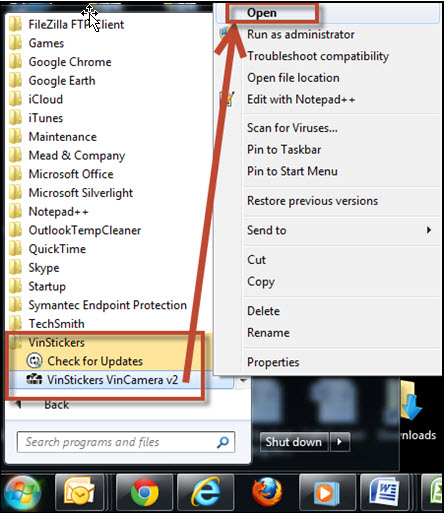 FileZilla FTP Client
Games
Google Chrome
Google Earth
iCloud
iTunes
Maintenance
Mead & Company
Microsoft Office
Microsoft Silverlight
Notepad++
OutlookTempCleaner
QuickTime
Skype
Startup
Symantec Endpoint Protection
TechSmith
VinStickers
Check for Updates
VinStickers VinCamera v2
Back
Search programs and files
Shut down
Open
Run as administrator
Troubleshoot compatibility
Open file location
Edit with Notepad++
Scan for Viruses...
Pin to Taskbar
Pin to Start Menu
Restore previous versions
Send to
Cut
Copy
Delete
Rename
Properties
Downloads